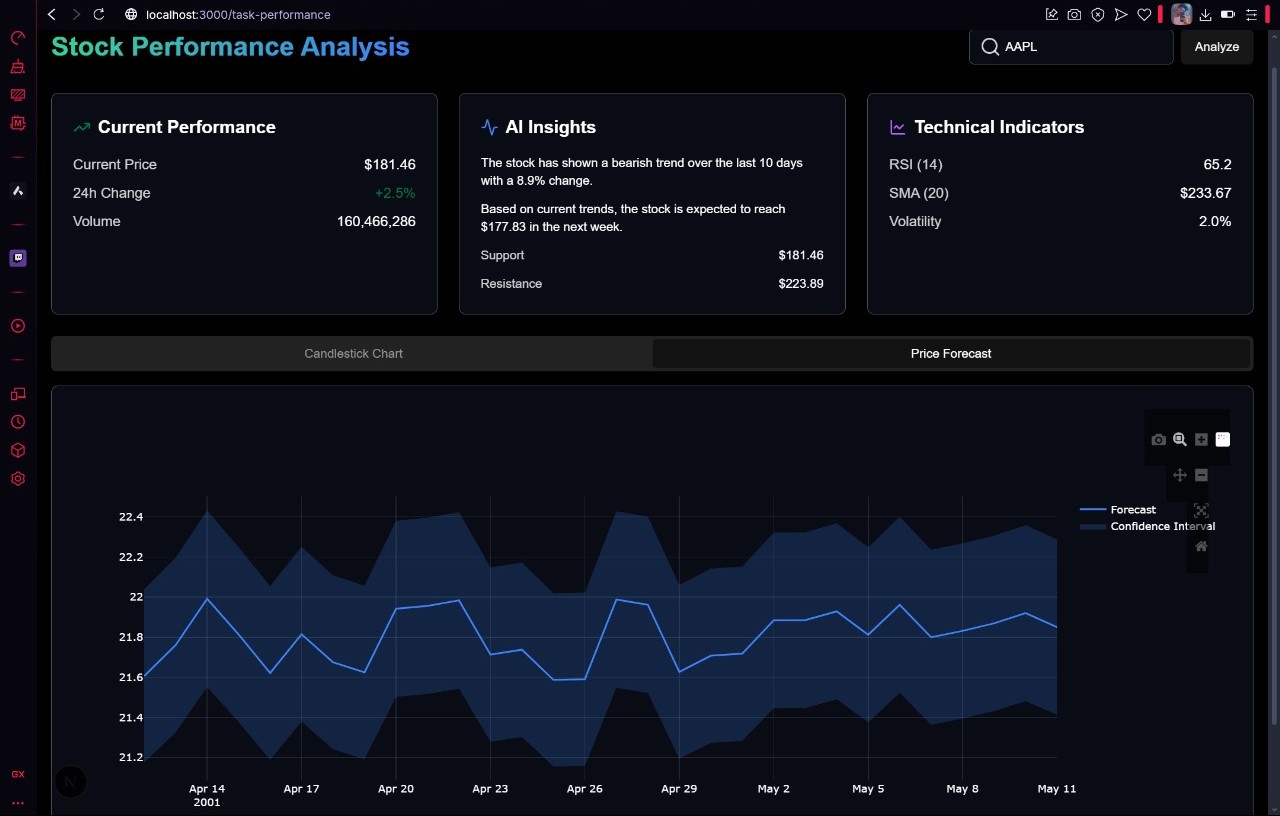 localhost:3000/task-performance
Stock Performance Analysis
AAPL
Analyze
Current Performance
Current Price $181.46
24h Change +2.5%
Volume 160,466,286
AI Insights
The stock has shown a bearish trend over the last 10 days
with a 8.9% change.
Based on current trends, the stock is expected to reach
$177.83 in the next week.
Support $181.46
Resistance $223.89
Technical Indicators
RSI (14) 65.2
SMA (20) $233.67
Volatility 2.0%
Candlestick Chart
Price Forecast
22.4
22.2
22
21.8
21.6
21.4
21.2
Forecast
Confidence Interval
Apr 14 Apr 17 Apr 20 Apr 23 Apr 26 Apr 29 May 2 May 5 May 8 May 11
2001
M
GX
N